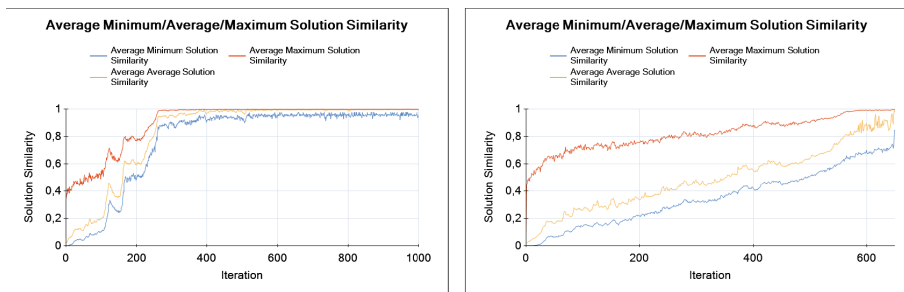 Average Minimum/Average/Maximum Solution Similarity
Average Minimum Solution
Similarity
Average Maximum Solution
Similarity
Average Average Solution
Similarity
1
0,8
0,6
0,4
0,2
0
Solution Similarity
0
200
400
600
800
1000
Iteration
Average Minimum/Average/Maximum Solution Similarity
Average Minimum Solution
Similarity
Average Maximum Solution
Similarity
Average Average Solution
Similarity
1
0,8
0,6
0,4
0,2
0
Solution Similarity
0
200
400
600
Iteration